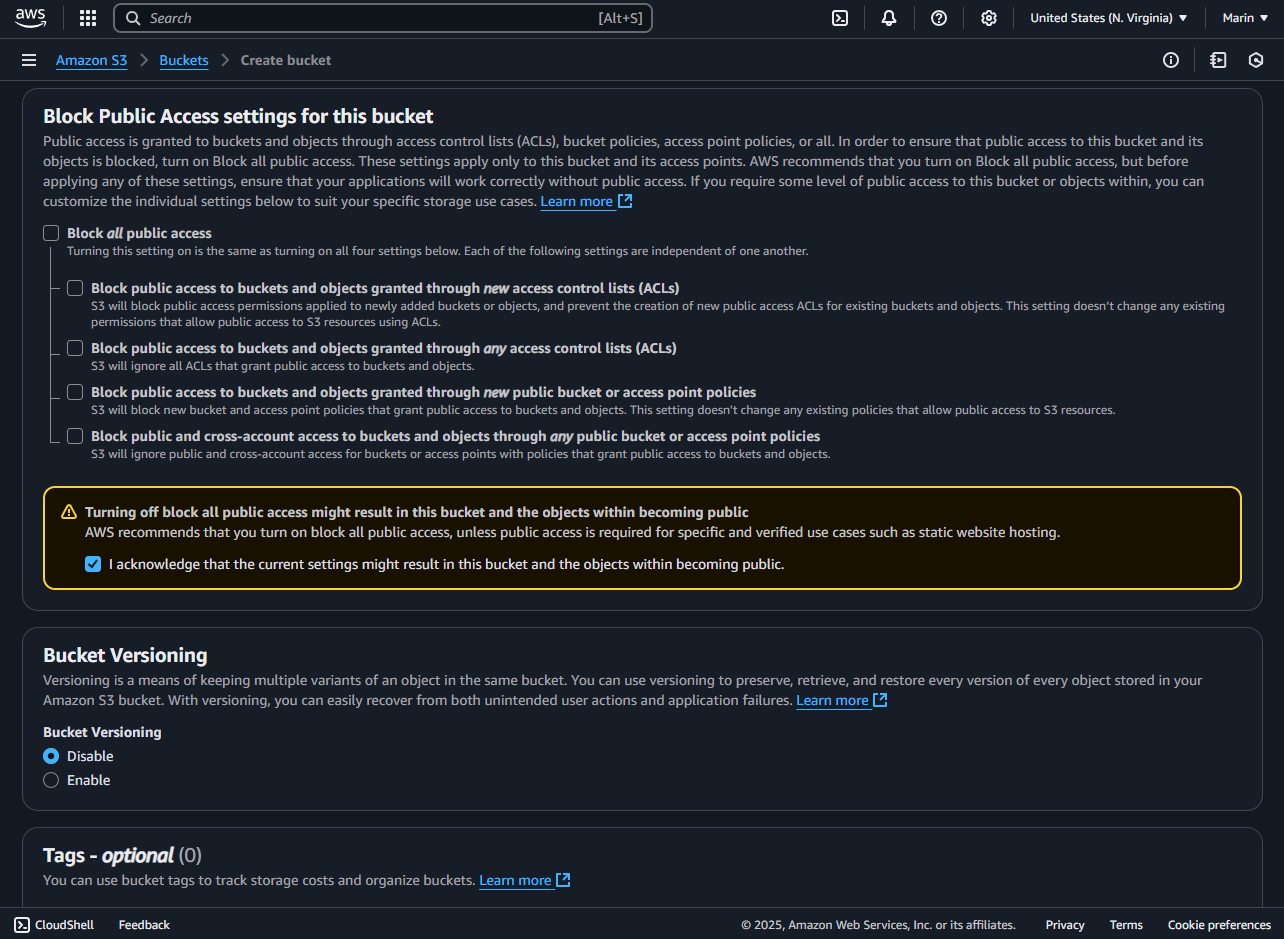 aws
Search [Alt+S]
United States (N. Virginia)
Marin
Amazon S3
Buckets
Create bucket
Block Public Access settings for this bucket
Public access is granted to buckets and objects through access control lists (ACLs), bucket policies, access point policies, or all. In order to ensure that public access to this bucket and its
objects is blocked, turn on Block all public access. These settings apply only to this bucket and its access points. AWS recommends that you turn on Block all public access, but before
applying any of these settings, ensure that your applications will work correctly without public access. If you require some level of public access to this bucket or objects within, you can
customize the individual settings below to suit your specific storage use cases. Learn more
Block all public access
Turning this setting on is the same as turning on all four settings below. Each of the following settings are independent of one another.
Block public access to buckets and objects granted through new access control lists (ACLs)
S3 will block public access permissions applied to newly added buckets or objects, and prevent the creation of new public access ACLs for existing buckets and objects. This setting doesn't change any existing
permissions that allow public access to S3 resources using ACLs.
Block public access to buckets and objects granted through any access control lists (ACLs)
S3 will ignore all ACLs that grant public access to buckets and objects.
Block public access to buckets and objects granted through new public bucket or access point policies
S3 will block new bucket and access point policies that grant public access to buckets and objects. This setting doesn't change any existing policies that allow public access to S3 resources.
Block public and cross-account access to buckets and objects through any public bucket or access point policies
S3 will ignore public and cross-account access for buckets or access points with policies that grant public access to buckets and objects.
Turning off block all public access might result in this bucket and the objects within becoming public
AWS recommends that you turn on block all public access, unless public access is required for specific and verified use cases such as static website hosting.
I acknowledge that the current settings might result in this bucket and the objects within becoming public.
Bucket Versioning
Versioning is a means of keeping multiple variants of an object in the same bucket. You can use versioning to preserve, retrieve, and restore every version of every object stored in your
Amazon S3 bucket. With versioning, you can easily recover from both unintended user actions and application failures. Learn more
Bucket Versioning
Disable
Enable
Tags - optional (0)
You can use bucket tags to track storage costs and organize buckets. Learn more
CloudShell
Feedback
© 2025, Amazon Web Services, Inc. or its affiliates.
Privacy
Terms
Cookie preferences